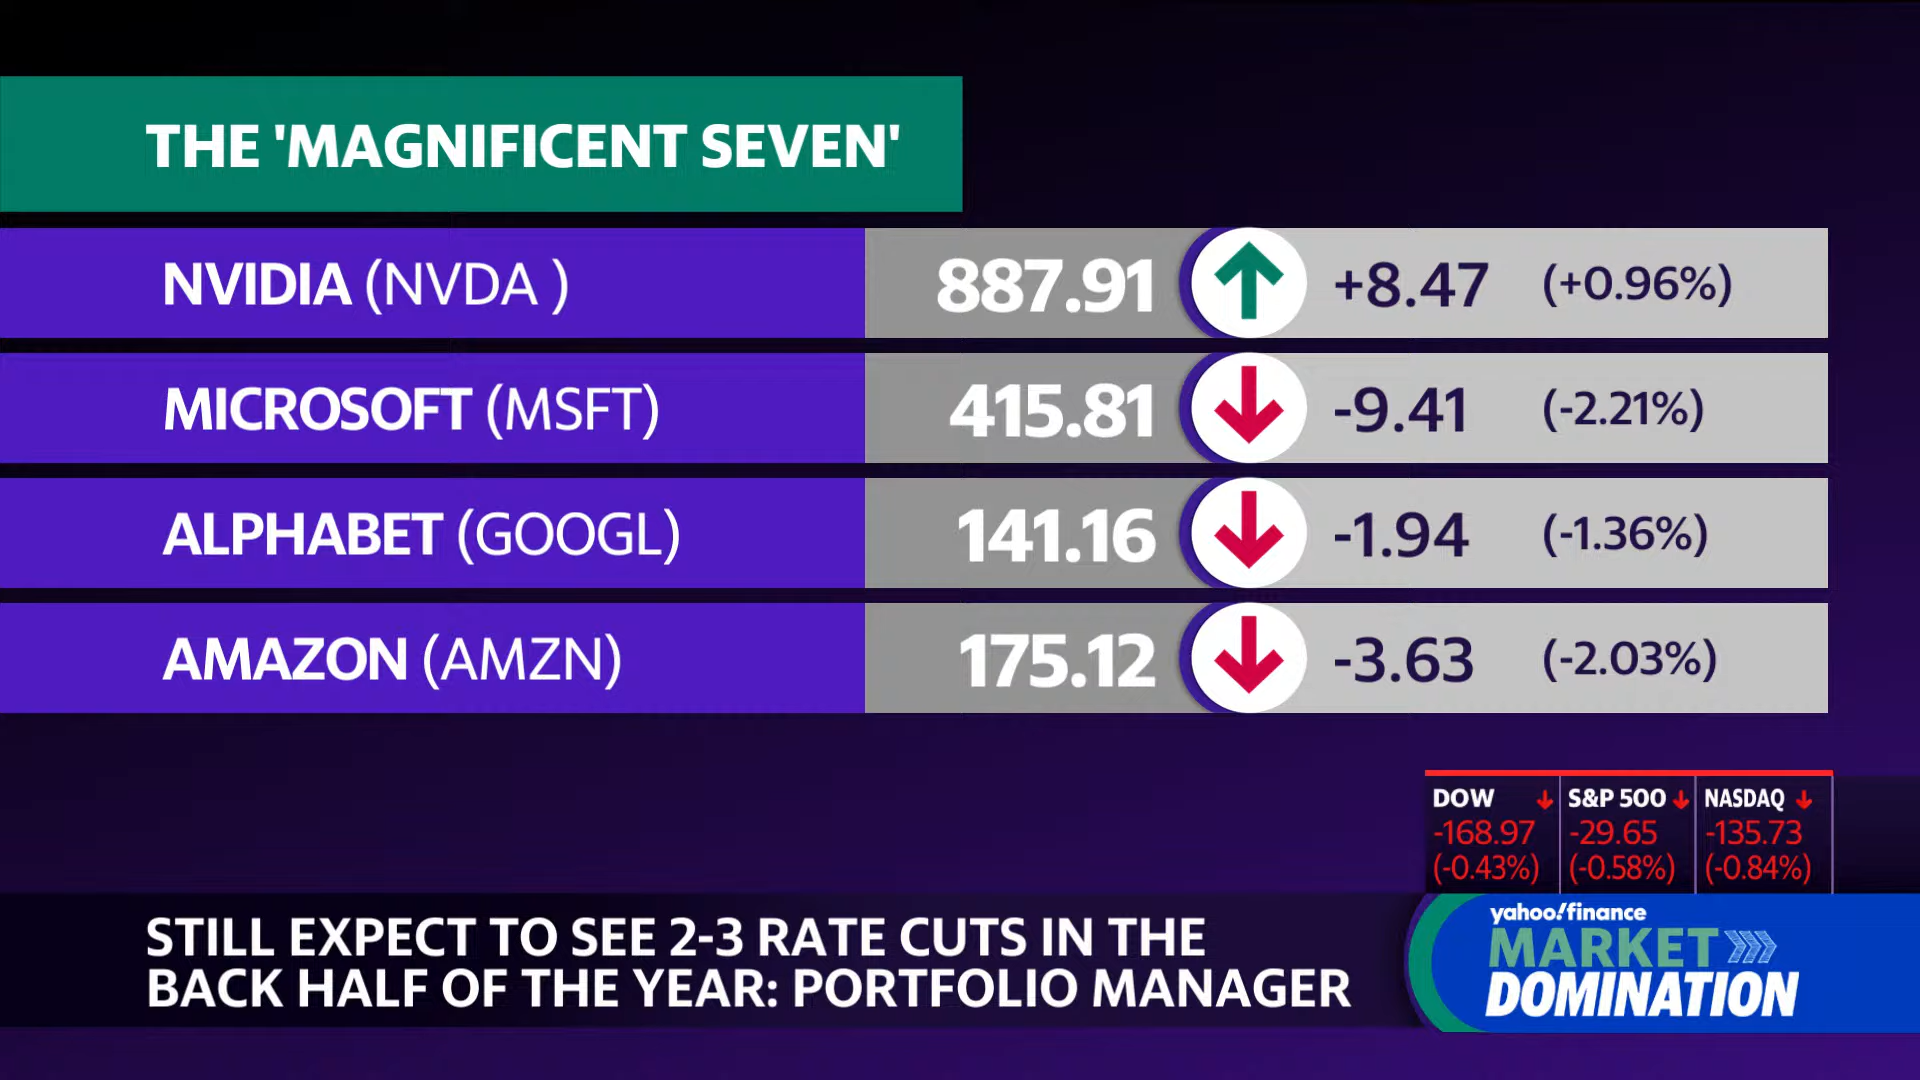 THE 'MAGNIFICENT SEVEN'
NVIDIA (NVDA ) 887.91 +8.47 (+0.96%)
MICROSOFT (MSFT) 415.81 -9.41 (-2.21%)
ALPHABET (GOOGL) 141.16 -1.94 (-1.36%)
AMAZON (AMZN) 175.12 -3.63 (-2.03%)
DOW S&P 500 NASDAQ
-168.97 -29.65 -135.73
(-0.43%) (-0.58%) (-0.84%)
STILL EXPECT TO SEE 2-3 RATE CUTS IN THE
BACK HALF OF THE YEAR: PORTFOLIO MANAGER
yahoo!finance
MARKET
DOMINATION